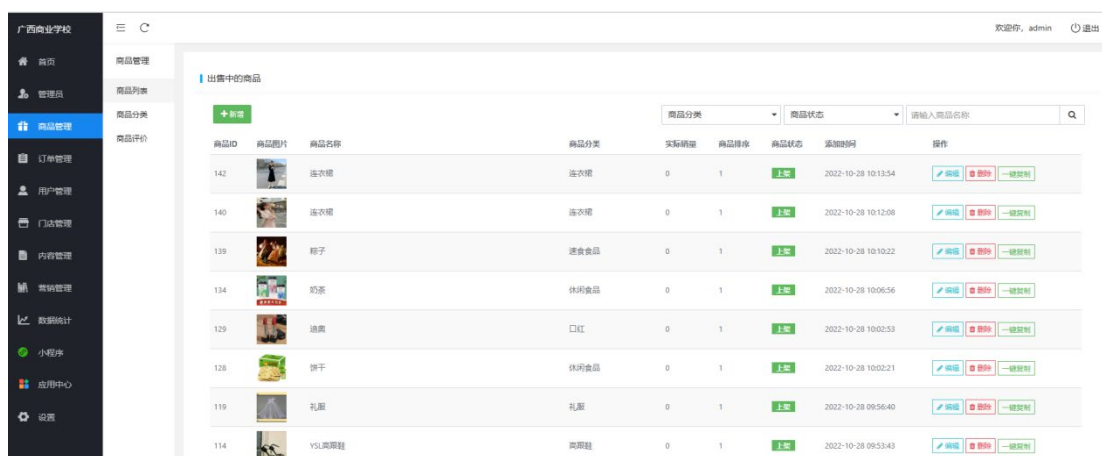 广西商业学校
欢迎你，admin 退出
首页
管理员
商品管理
订单管理
用户管理
门店管理
内容管理
营销管理
数据统计
小程序
应用中心
设置
商品管理
商品列表
商品分类
商品评价
出售中的商品
新增 商品分类 商品状态 请输入商品名称
商品ID 商品图片 商品名称 商品分类 实际销量 商品排序 商品状态 添加时间 操作
142 连衣裙 连衣裙 0 1 上架 2022-10-28 10:13:54 编辑 删除 一键复制
140 连衣裙 连衣裙 0 1 上架 2022-10-28 10:12:08 编辑 删除 一键复制
139 粽子 速食食品 0 1 上架 2022-10-28 10:10:22 编辑 删除 一键复制
134 奶茶 休闲食品 0 1 上架 2022-10-28 10:06:56 编辑 删除 一键复制
129 迪奥 口红 0 1 上架 2022-10-28 10:02:53 编辑 删除 一键复制
128 饼干 休闲食品 0 1 上架 2022-10-28 10:02:21 编辑 删除 一键复制
119 礼服 礼服 0 1 上架 2022-10-28 09:56:40 编辑 删除 一键复制
114 YSL高跟鞋 高跟鞋 0 1 上架 2022-10-28 09:53:43 编辑 删除 一键复制